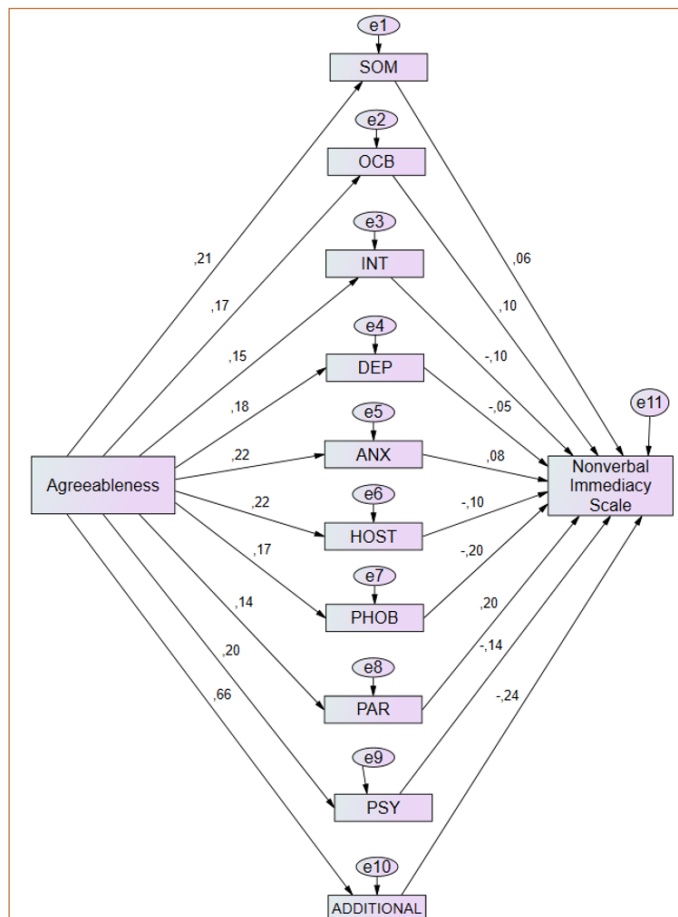 e1
SOM
e2
OCB
e3
INT
,21
,06
,17
,10
e4
,15
-,10
DEP
,18
-,05
e11
e5
Agreeableness
,22
ANX
,08
Nonverbal
Immediacy
Scale
e6
,22
HOST
-,10
,17
e7
-,20
PHOB
,14
,20
,20
-,14
e8
,66
PAR
-,24
e9
PSY
e10
ADDITIONAL